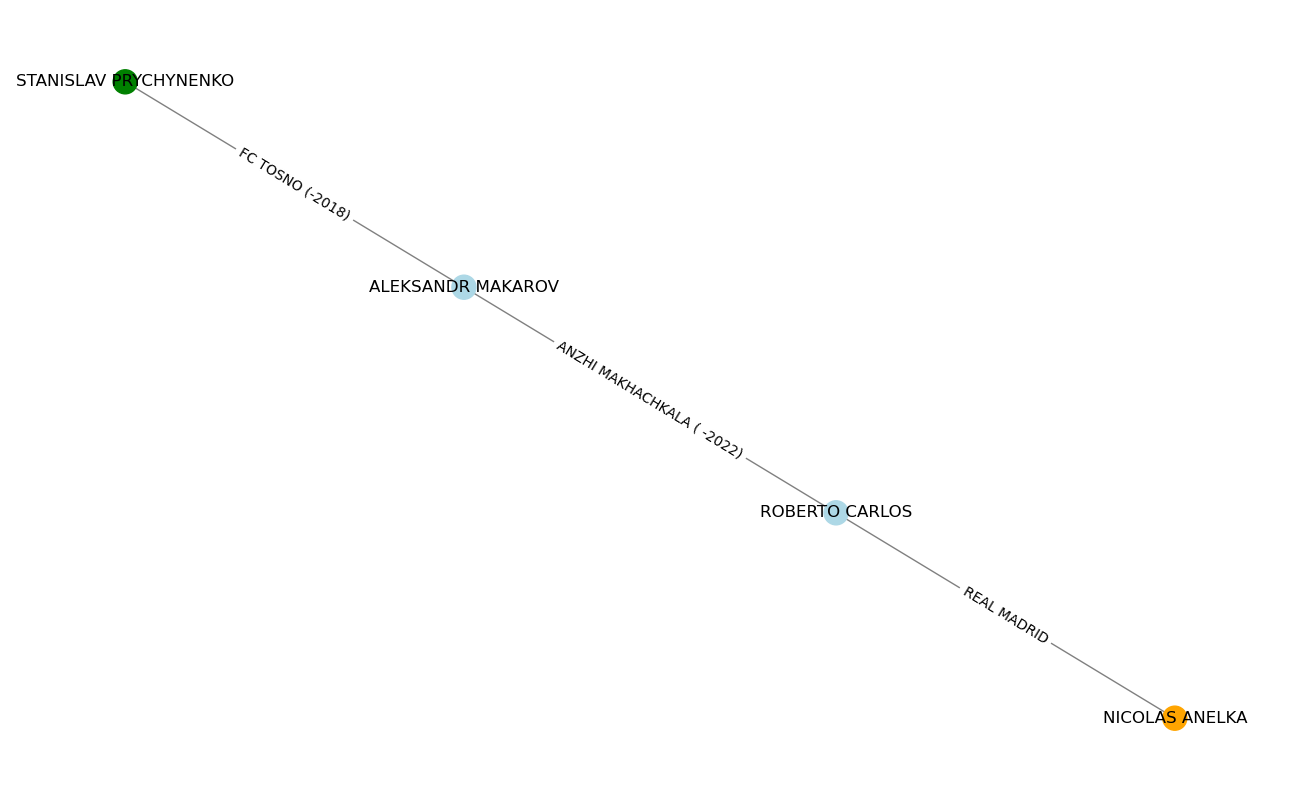 STANISLAV PRYCHYNENKO
FC TOSNO (-2018)
ALEKSANDR MAKAROV
ANZHI MAKHACHKALA ( -2022)
ROBERTO CARLOS
REAL MADRID
NICOLAS ANELKA